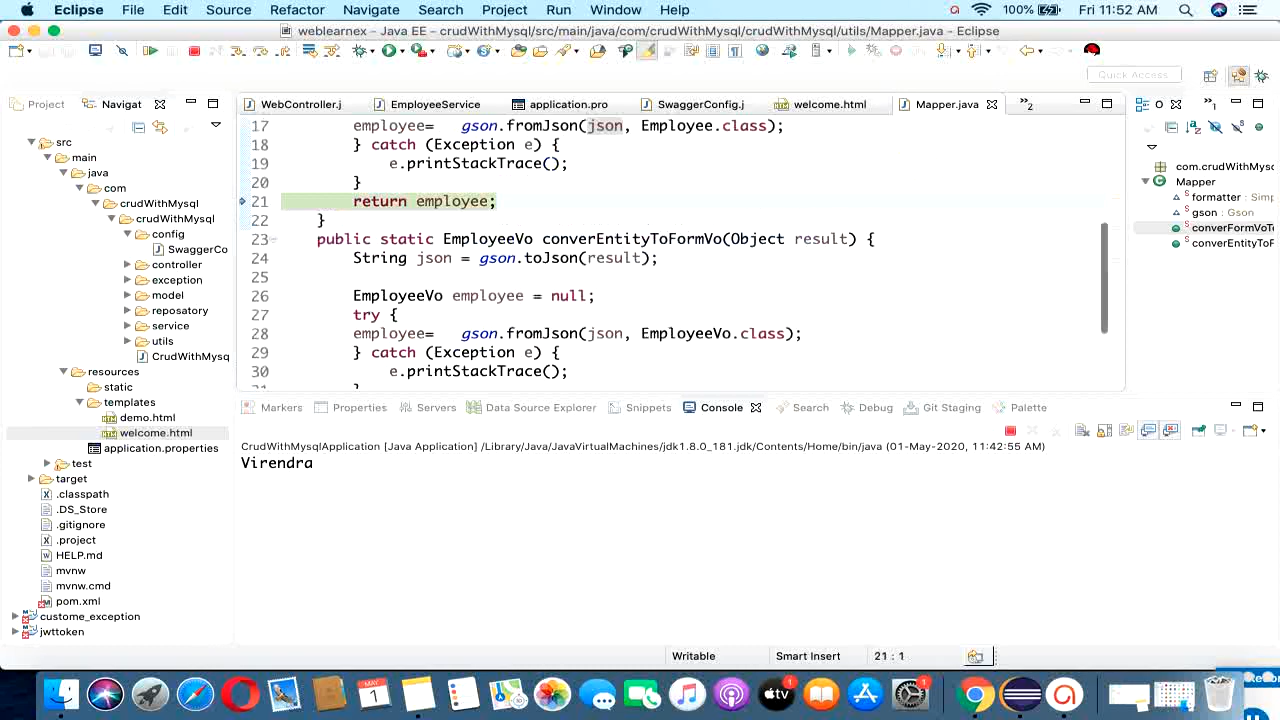 Eclipse File Edit Source Refactor Navigate Search Project Run Window Help 100% Fri 11:52 AM
weblearnex - Java EE - crudWithMysql/src/main/java/com/crudWithMysql/crudWithMysql/utils/Mapper.java - Eclipse
Quick Access
Project Navigat
WebController.j EmployeeService application.pro SwaggerConfig.j welcome.html Mapper.java 2
O 1
src
main
java
com
crudWithMysql
crudWithMysql
config
SwaggerCo
controller
exception
model
reposatory
service
utils
CrudWithMysq
resources
static
templates
demo.html
welcome.html
application.properties
test
target
.classpath
.DS_Store
.gitignore
.project
HELP.md
mvnw
mvnw.cmd
pom.xml
custome_exception
jwttoken
17 employee= gson.fromJson(json, Employee.class);
18 } catch (Exception e) {
19 e.printStackTrace();
20 }
21 return employee;
22 }
23 public static EmployeeVo converEntityToFormVo(Object result) {
24 String json = gson.toJson(result);
25
26 EmployeeVo employee = null;
27 try {
28 employee= gson.fromJson(json, EmployeeVo.class);
29 } catch (Exception e) {
30 e.printStackTrace();
31 }
com.crudWithMysq
Mapper
formatter : Simp
gson : Gson
converFormVoTo
converEntityToF
Markers Properties Servers Data Source Explorer Snippets Console Search Debug Git Staging Palette
CrudWithMysqlApplication [Java Application] /Library/Java/JavaVirtualMachines/jdk1.8.0_181.jdk/Contents/Home/bin/java (01-May-2020, 11:42:55 AM)
Virendra
Writable Smart Insert 21 : 1
MAY
1
tv
1
1